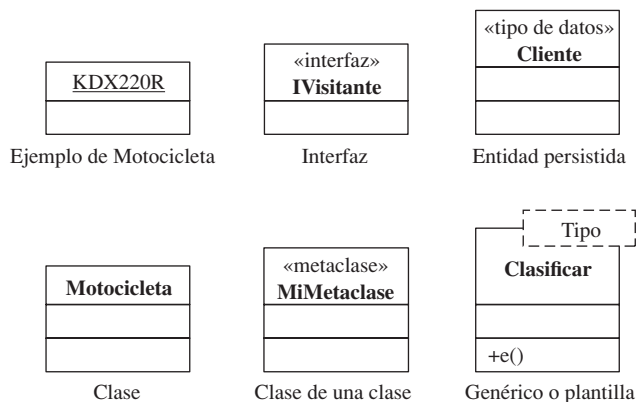 KDX220R
Ejemplo de Motocicleta
«interfaz»
IVisitante
Interfaz
«tipo de datos»
Cliente
Entidad persistida
Motocicleta
Clase
«metaclase»
MiMetaclase
Clase de una clase
Tipo
Clasificar
+e()
Genérico o plantilla